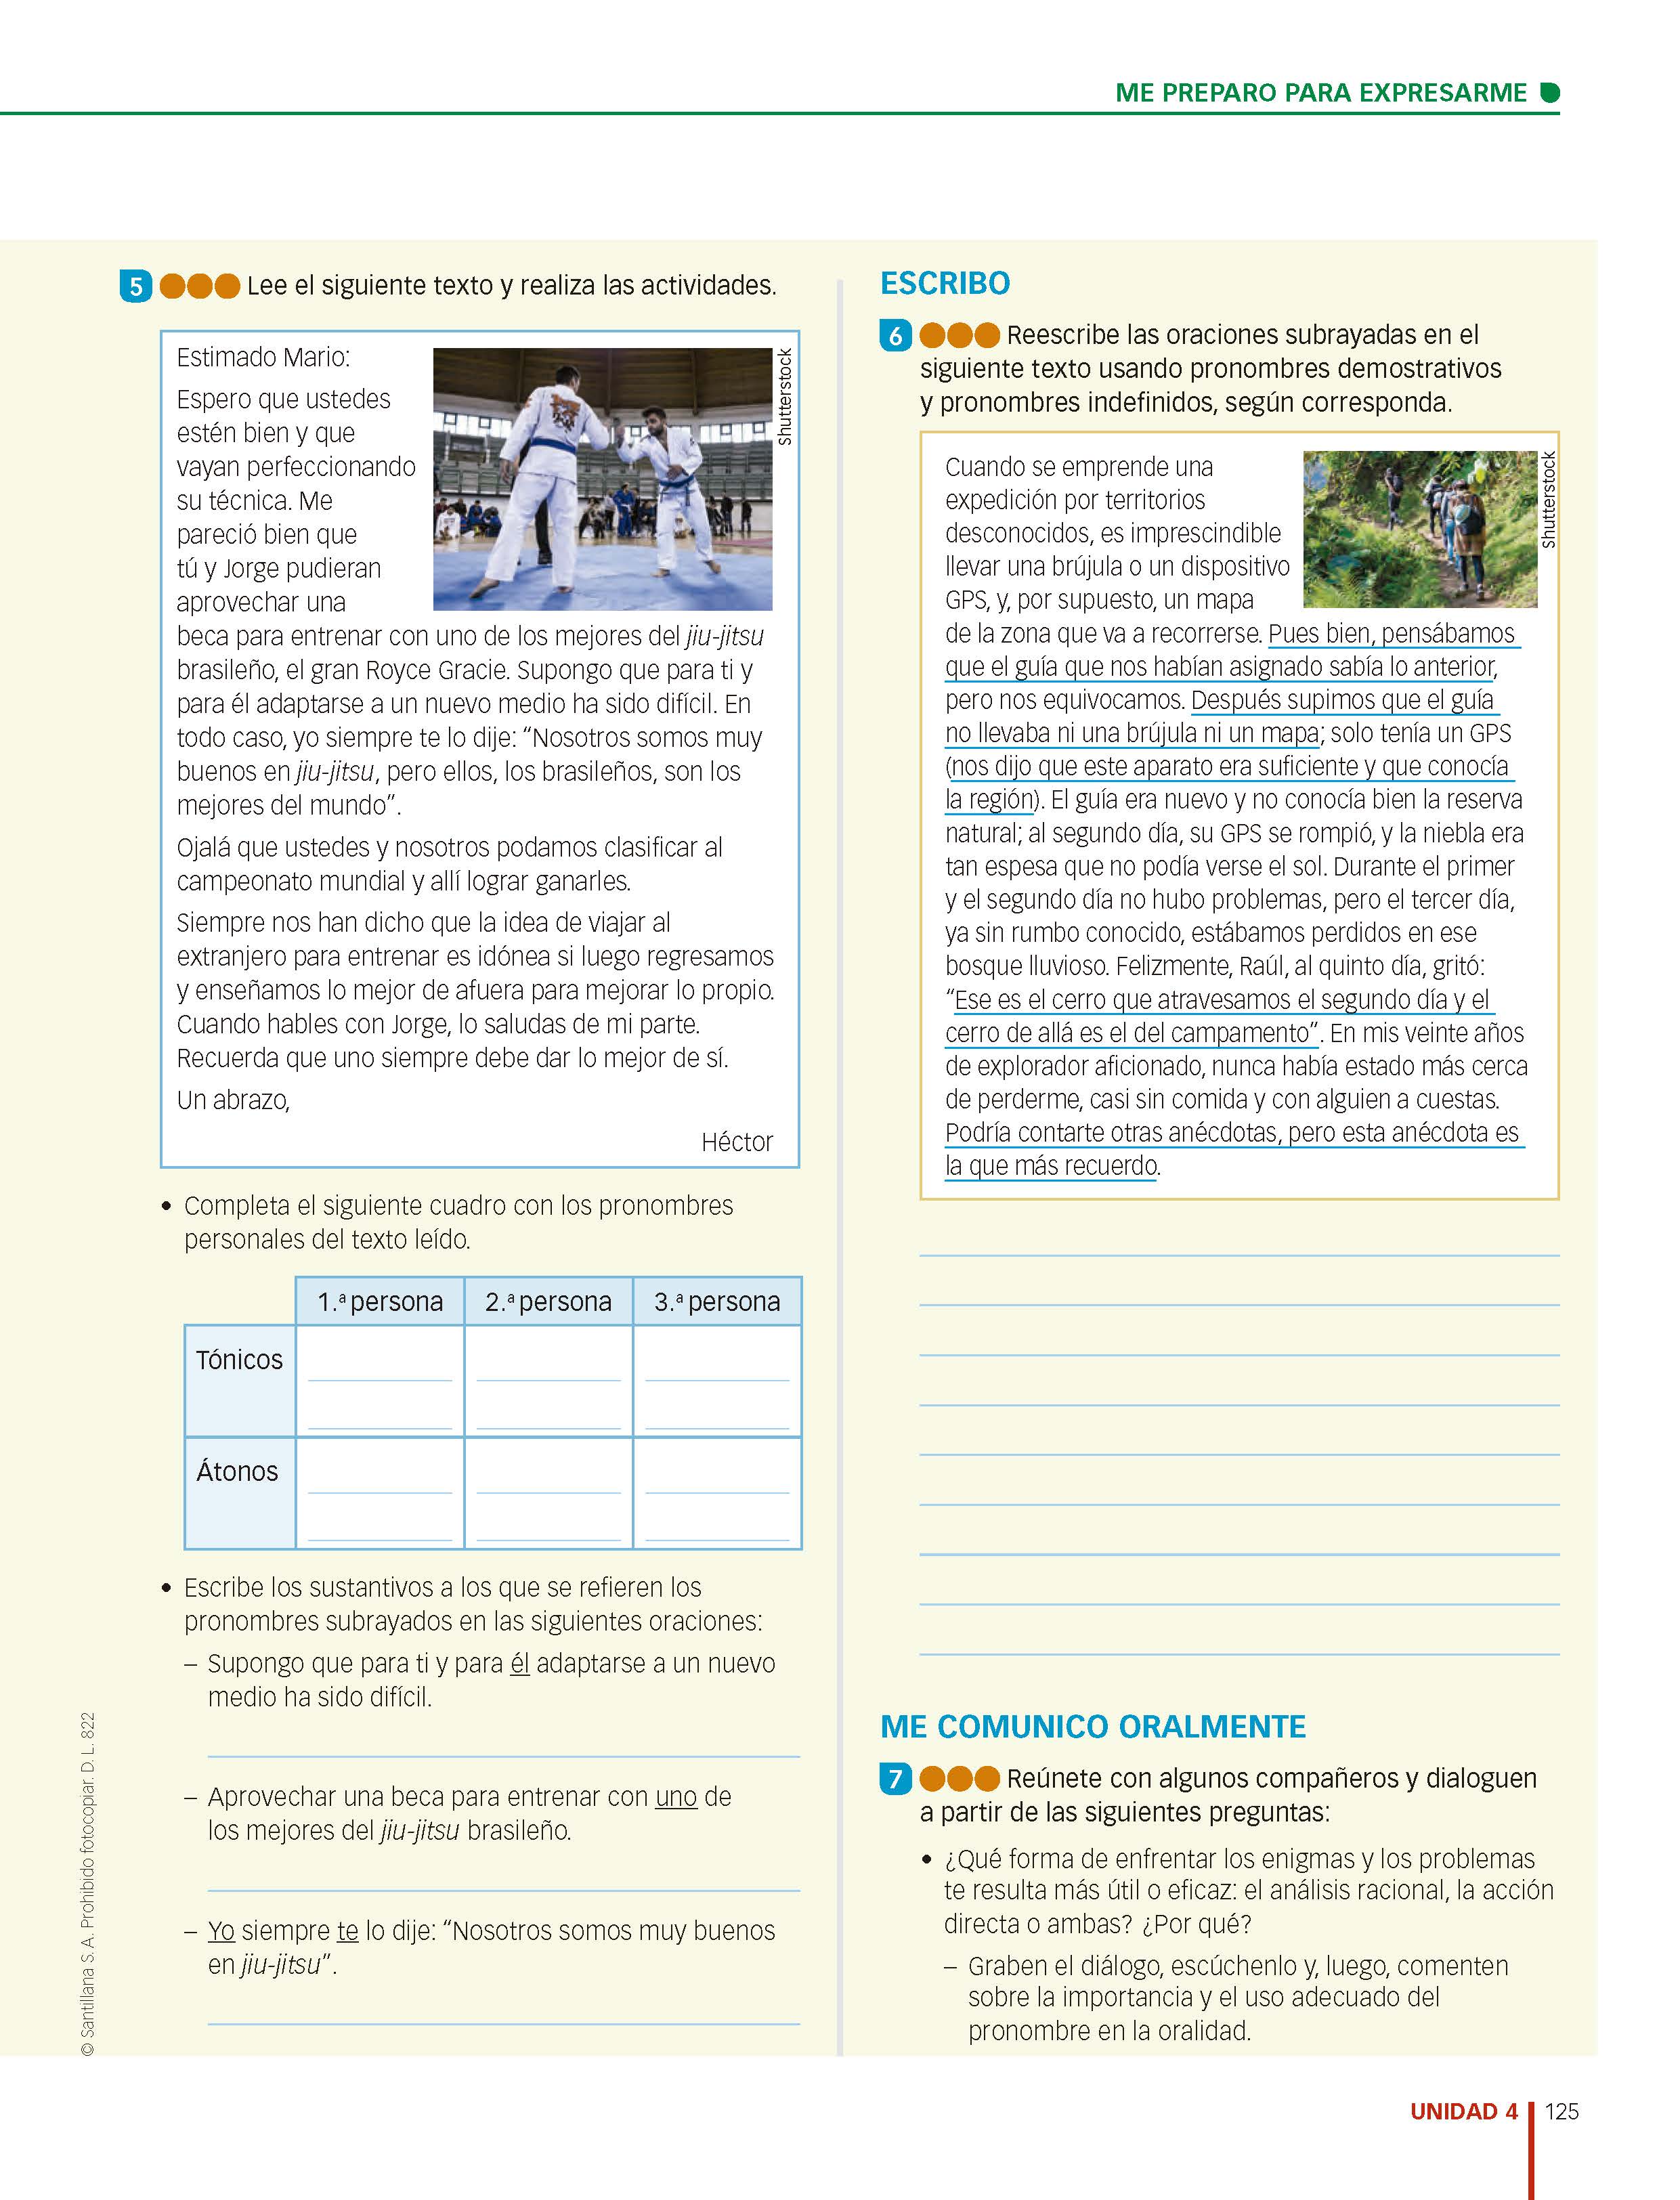 ME PREPARO PARA EXPRESARME
5 Lee el siguiente texto y realiza las actividades.
Estimado Mario:
Espero que ustedes
estén bien y que
vayan perfeccionando
su técnica. Me
pareció bien que
tú y Jorge pudieran
aprovechar una
beca para entrenar con uno de los mejores del jiu-jitsu
brasileño, el gran Royce Gracie. Supongo que para ti y
para él adaptarse a un nuevo medio ha sido difícil. En
todo caso, yo siempre te lo dije: “Nosotros somos muy
buenos en jiu-jitsu, pero ellos, los brasileños, son los
mejores del mundo”.
Ojalá que ustedes y nosotros podamos clasificar al
campeonato mundial y allí lograr ganarles.
Siempre nos han dicho que la idea de viajar al
extranjero para entrenar es idónea si luego regresamos
y enseñamos lo mejor de afuera para mejorar lo propio.
Cuando hables con Jorge, lo saludas de mi parte.
Recuerda que uno siempre debe dar lo mejor de sí.
Un abrazo,
Héctor
Shutterstock
• Completa el siguiente cuadro con los pronombres
personales del texto leído.
1.ª persona 2.ª persona 3.ª persona
Tónicos
Átonos
• Escribe los sustantivos a los que se refieren los
pronombres subrayados en las siguientes oraciones:
– Supongo que para ti y para él adaptarse a un nuevo
medio ha sido difícil.
– Aprovechar una beca para entrenar con uno de
los mejores del jiu-jitsu brasileño.
– Yo siempre te lo dije: “Nosotros somos muy buenos
en jiu-jitsu”.
© Santillana S. A. Prohibido fotocopiar. D. L. 822
ESCRIBO
6 Reescribe las oraciones subrayadas en el
siguiente texto usando pronombres demostrativos
y pronombres indefinidos, según corresponda.
Cuando se emprende una
expedición por territorios
desconocidos, es imprescindible
llevar una brújula o un dispositivo
GPS, y, por supuesto, un mapa
de la zona que va a recorrerse. Pues bien, pensábamos
que el guía que nos habían asignado sabía lo anterior,
pero nos equivocamos. Después supimos que el guía
no llevaba ni una brújula ni un mapa; solo tenía un GPS
(nos dijo que este aparato era suficiente y que conocía
la región). El guía era nuevo y no conocía bien la reserva
natural; al segundo día, su GPS se rompió, y la niebla era
tan espesa que no podía verse el sol. Durante el primer
y el segundo día no hubo problemas, pero el tercer día,
ya sin rumbo conocido, estábamos perdidos en ese
bosque lluvioso. Felizmente, Raúl, al quinto día, gritó:
“Ese es el cerro que atravesamos el segundo día y el
cerro de allá es el del campamento”. En mis veinte años
de explorador aficionado, nunca había estado más cerca
de perderme, casi sin comida y con alguien a cuestas.
Podría contarte otras anécdotas, pero esta anécdota es
la que más recuerdo.
Shutterstock
ME COMUNICO ORALMENTE
7 Reúnete con algunos compañeros y dialoguen
a partir de las siguientes preguntas:
• ¿Qué forma de enfrentar los enigmas y los problemas
te resulta más útil o eficaz: el análisis racional, la acción
directa o ambas? ¿Por qué?
– Graben el diálogo, escúchenlo y, luego, comenten
sobre la importancia y el uso adecuado del
pronombre en la oralidad.
UNIDAD 4 125